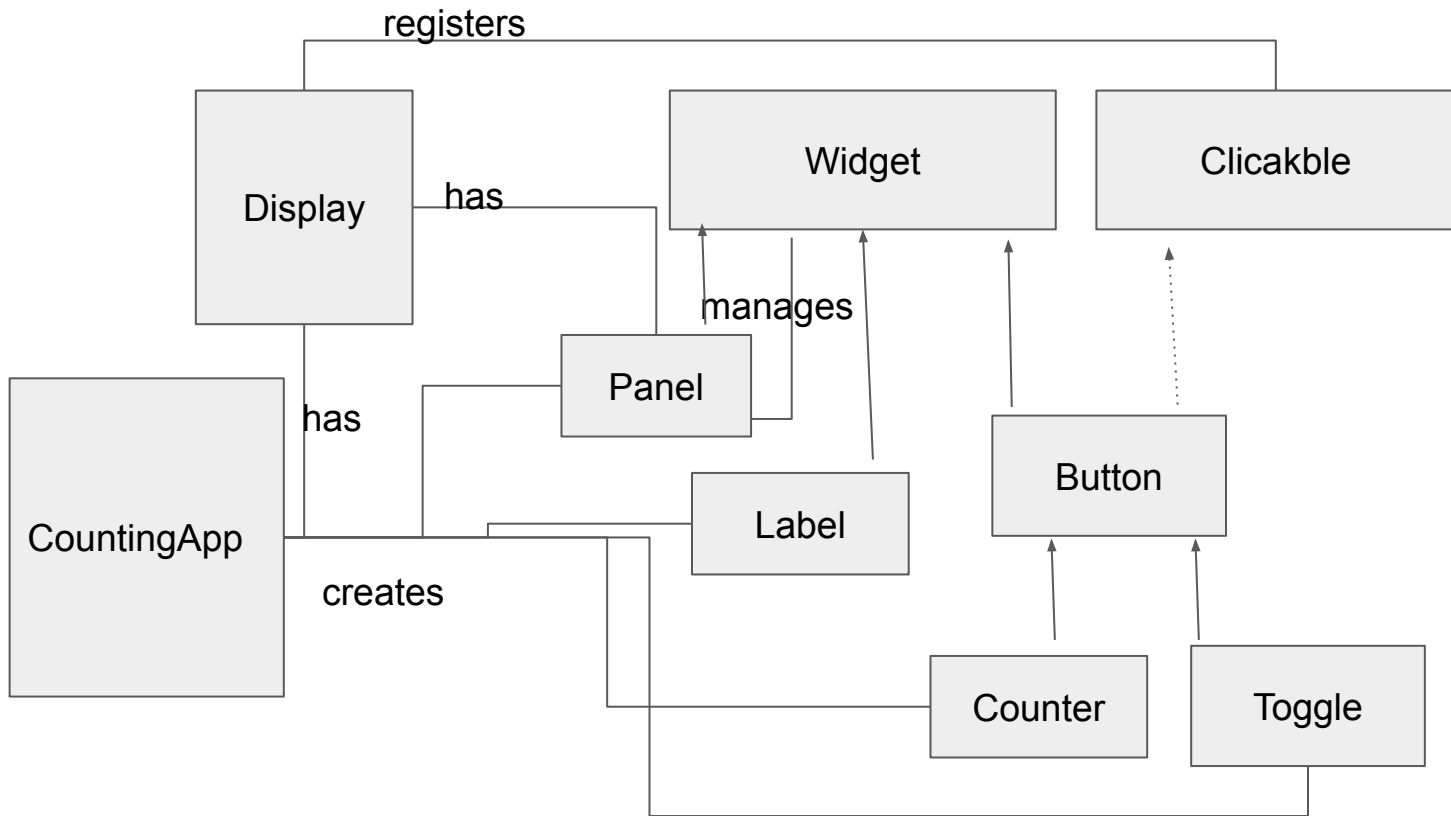 registers
Widget
Clicakble
Display
has
manages
Panel
has
Button
Label
CountingApp
creates
Counter
Toggle